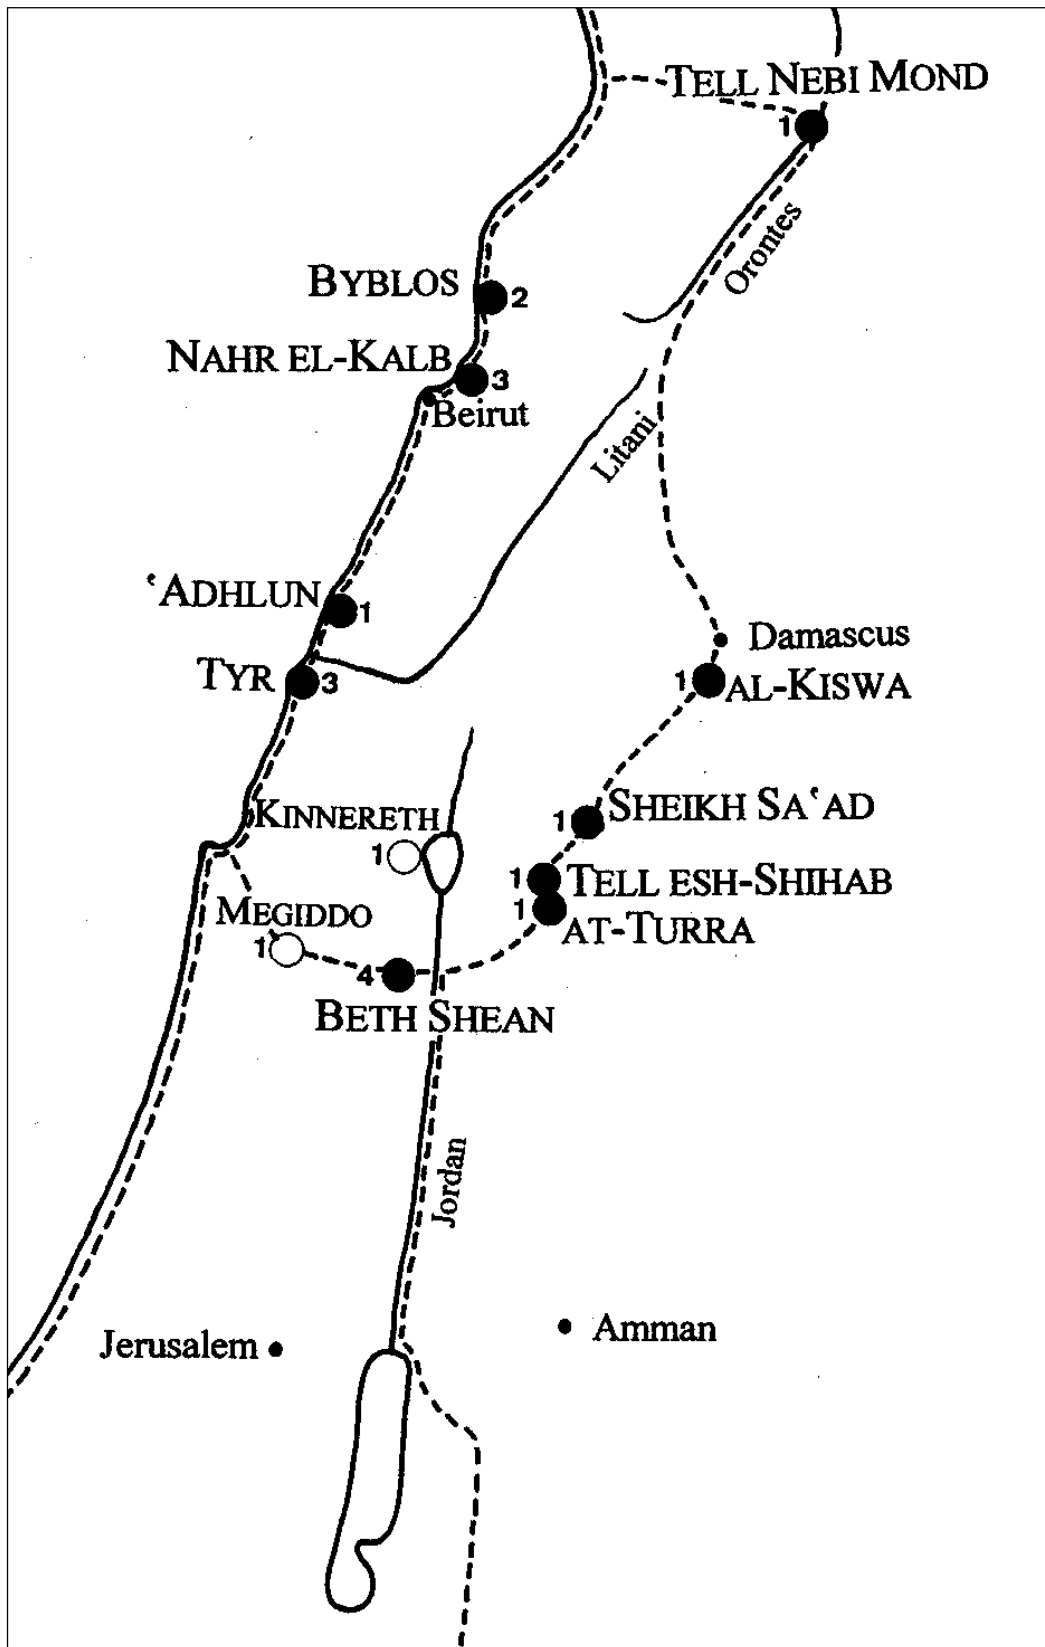 TELL NEBI MOND
1
Orontes
BYBLOS
2
NAHR EL-KALB
3
Beirut
Litani
ʿADHLUN
1
Damascus
TYR
3
1
AL-KISWA
KINNERETH
1
SHEIKH SAʿAD
1
1
TELL ESH-SHIHAB
MEGIDDO
1
1
AT-TURRA
4
BETH SHEAN
Jordan
Jerusalem
Amman